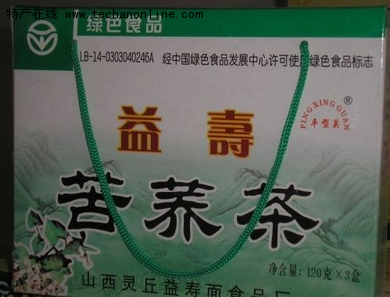 特产在线 www.techanonline.com
绿色食品
LB-14-0303040246A 经中国绿色食品发展中心许可使用绿色食品标志
PING XING GUAN
®
平型关
益壽
苦荞茶
净含量：120克×3盒
山西灵丘益寿面食品厂